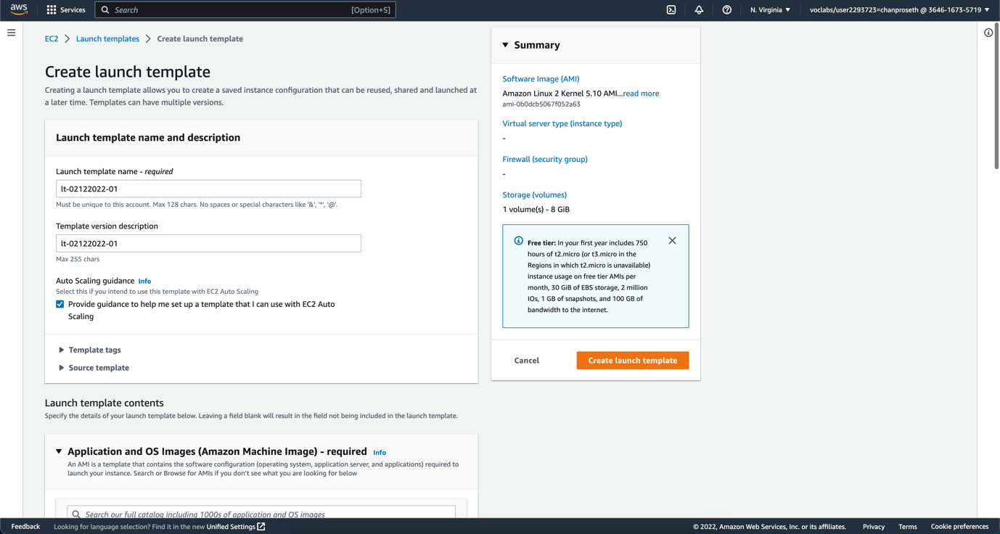 aws
Services
Search
[Option+S]
N. Virginia
voclabs/user2293723=chanproseth @ 3646-1673-5719
EC2 > Launch templates > Create launch template
Create launch template
Creating a launch template allows you to create a saved instance configuration that can be reused, shared and launched at
a later time. Templates can have multiple versions.
Launch template name and description
Launch template name - required
lt-02122022-01
Must be unique to this account. Max 128 chars. No spaces or special characters like '&', '*', '@'.
Template version description
lt-02122022-01
Max 255 chars
Auto Scaling guidance Info
Select this if you intend to use this template with EC2 Auto Scaling
Provide guidance to help me set up a template that I can use with EC2 Auto
Scaling
Template tags
Source template
Launch template contents
Specify the details of your launch template below. Leaving a field blank will result in the field not being included in the launch template.
Application and OS Images (Amazon Machine Image) - required Info
An AMI is a template that contains the software configuration (operating system, application server, and applications) required to
launch your instance. Search or Browse for AMIs if you don't see what you are looking for below
Search our full catalog including 1000s of application and OS images
Summary
Software Image (AMI)
Amazon Linux 2 Kernel 5.10 AMI...read more
ami-0b0dcb5067f052a63
Virtual server type (instance type)
-
Firewall (security group)
-
Storage (volumes)
1 volume(s) - 8 GiB
Free tier: In your first year includes 750
hours of t2.micro (or t3.micro in the
Regions in which t2.micro is unavailable)
instance usage on free tier AMIs per
month, 30 GiB of EBS storage, 2 million
IOs, 1 GB of snapshots, and 100 GB of
bandwidth to the internet.
Cancel
Create launch template
Feedback
Looking for language selection? Find it in the new Unified Settings
© 2022, Amazon Web Services, Inc. or its affiliates.
Privacy
Terms
Cookie preferences